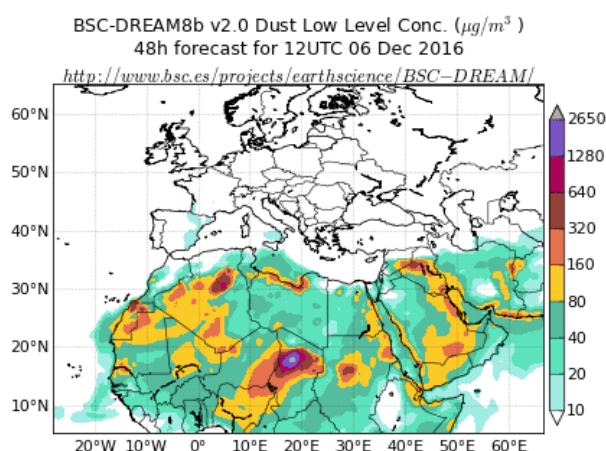 BSC-DREAM8b v2.0 Dust Low Level Conc. (μg/m³ )
48h forecast for 12UTC 06 Dec 2016
http://www.bsc.es/projects/earthscience/BSC−DREAM/
60°N
50°N
40°N
30°N
20°N
10°N
20°W 10°W 0° 10°E 20°E 30°E 40°E 50°E 60°E
2650
1280
640
320
160
80
40
20
10